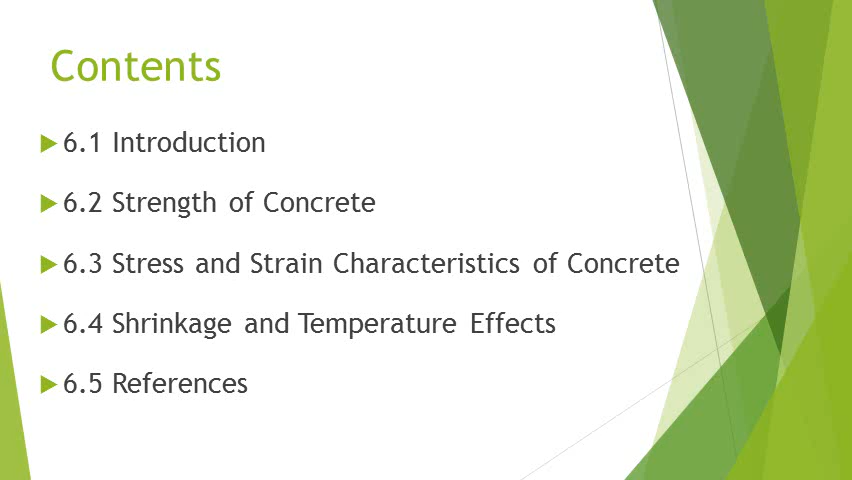 Contents
6.1 Introduction
6.2 Strength of Concrete
6.3 Stress and Strain Characteristics of Concrete
6.4 Shrinkage and Temperature Effects
6.5 References